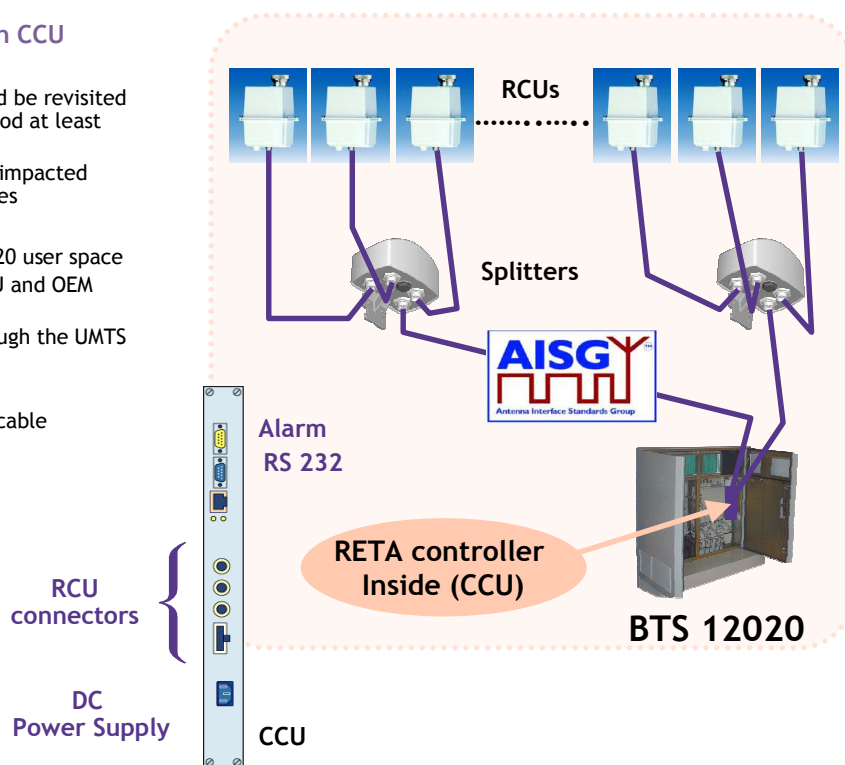 n CCU
d be revisited
od at least
impacted
es
20 user space
U and OEM
ugh the UMTS
cable
RCUs
Splitters
AISG
™
Antenna Interface Standards Group
Alarm
RS 232
RETA controller
Inside (CCU)
BTS 12020
RCU
connectors
DC
Power Supply
CCU